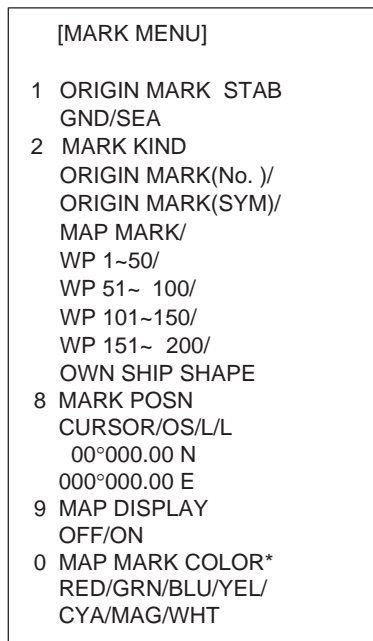 [MARK MENU]
1 ORIGIN MARK STAB
GND/SEA
2 MARK KIND
ORIGIN MARK(No. )/
ORIGIN MARK(SYM)/
MAP MARK/
WP 1~50/
WP 51~ 100/
WP 101~150/
WP 151~ 200/
OWN SHIP SHAPE
8 MARK POSN
CURSOR/OS/L/L
00°000.00 N
000°000.00 E
9 MAP DISPLAY
OFF/ON
0 MAP MARK COLOR*
RED/GRN/BLU/YEL/
CYA/MAG/WHT